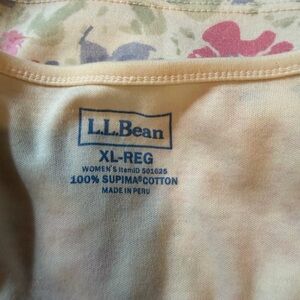 L.L.Bean
XL-REG
WOMEN'S ItemID 501625
100% SUPIMA® COTTON
MADE IN PERU